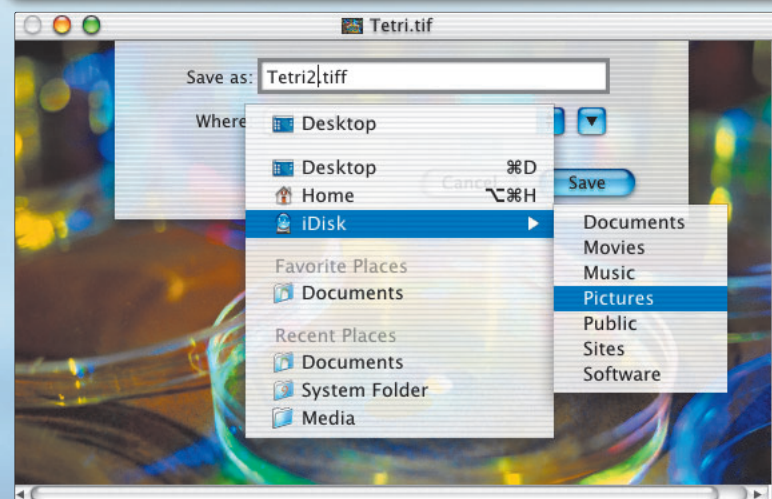 Tetri.tif
Save as: Tetri2.tiff
Where
Desktop
Desktop ⌘D
Home ⌥⌘H
iDisk
Favorite Places
Documents
Recent Places
Documents
System Folder
Media
Cancel Save
Documents
Movies
Music
Pictures
Public
Sites
Software